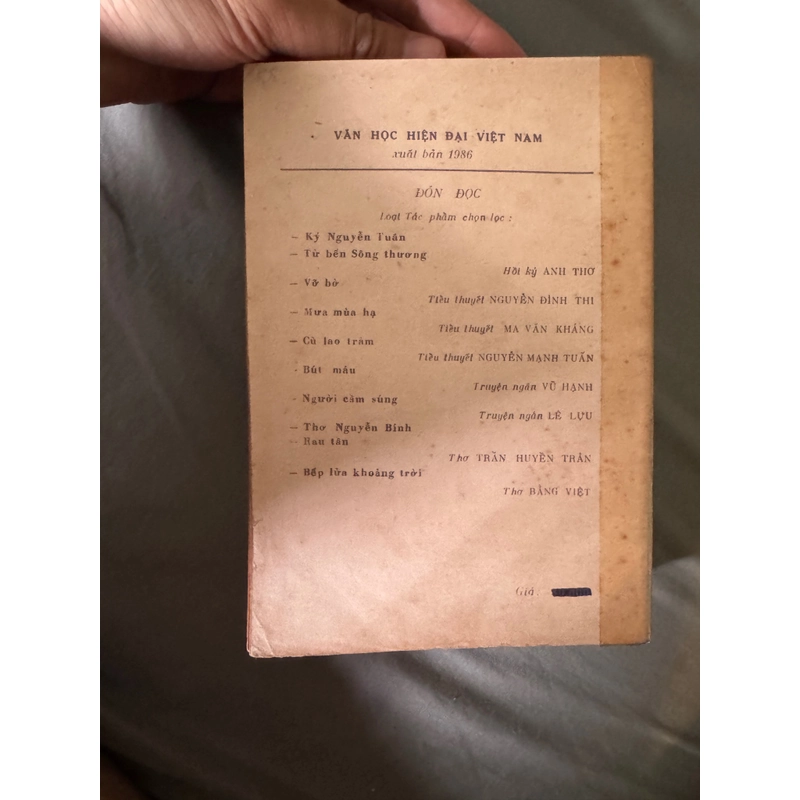 VĂN HỌC HIỆN ĐẠI VIỆT NAM
xuất bản 1986
ĐÓN ĐỌC
Loại Tác phẩm chọn lọc :
– Ký Nguyễn Tuân
– Từ bến Sông thương
Hồi ký ANH THƠ
– Vỡ bờ
Tiểu thuyết NGUYỄN ĐÌNH THI
– Mưa mùa hạ
Tiểu thuyết MA VĂN KHÁNG
– Cù lao tràm
Tiểu thuyết NGUYỄN MẠNH TUẤN
- Bút máu
Truyện ngắn VŨ HẠNH
- Người cầm súng
Truyện ngắn LÊ LỰU
– Thơ Nguyễn Bính
– Rau tần
Thơ TRẦN HUYỀN TRÂN
– Bếp lửa khoảng trời
Thơ BẰNG VIỆT
Giá :